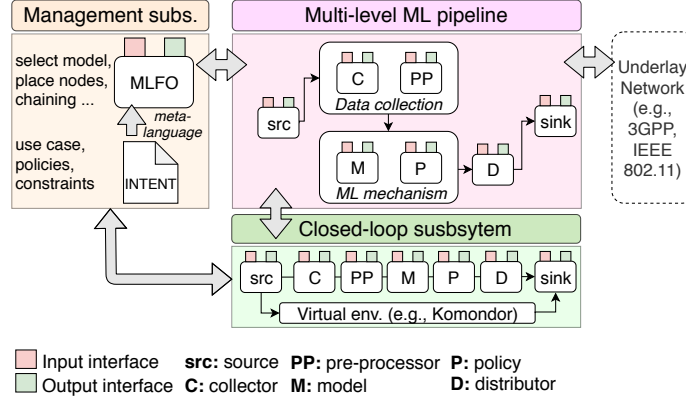 Management subs.
Multi-level ML pipeline
select model,
place nodes,
chaining ...
MLFO
meta-
language
use case,
policies,
constraints
INTENT
src
C
PP
Data collection
M
P
ML mechanism
D
sink
Underlay
Network
(e.g.,
3GPP,
IEEE
802.11)
Closed-loop susbsytem
src
C
PP
M
P
D
sink
Virtual env. (e.g., Komondor)
Input interface
src: source
PP: pre-processor
P: policy
Output interface
C: collector
M: model
D: distributor